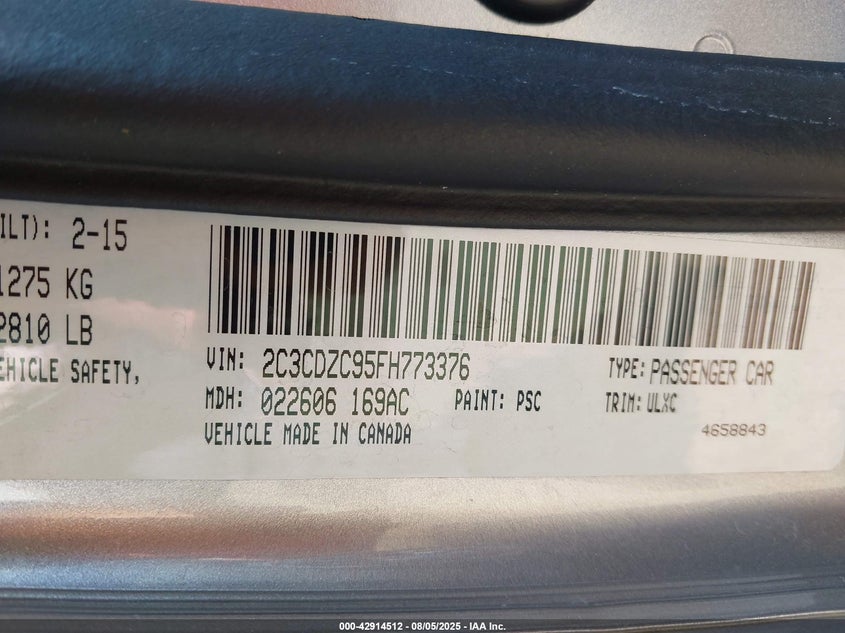 ILT): 2-15
1275 KG
2810 LB
EHICLE SAFETY,
VIN: 2C3CDZC95FH773376
TYPE: PASSENGER CAR
MDH: 022606 169AC
PAINT: PSC
TRIM: ULXC
VEHICLE MADE IN CANADA
4658843
000-42914512 - 08/05/2025 - IAA Inc.